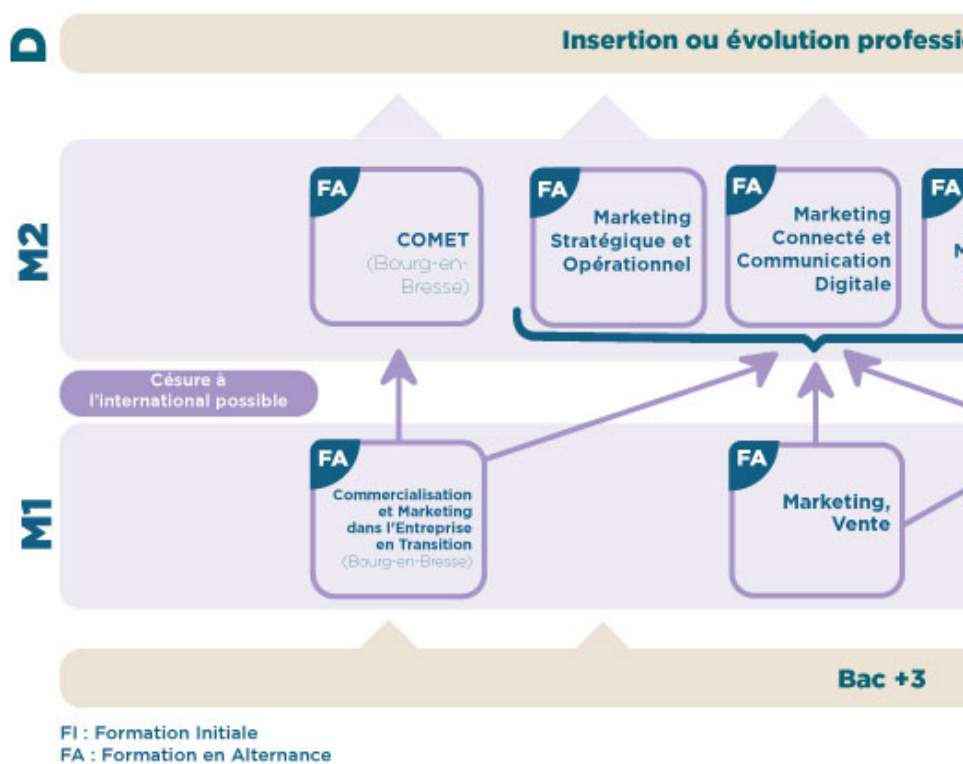 D
Insertion ou évolution professi
M2
FA
COMET
(Bourg-en-
Bresse)
FA
Marketing
Stratégique et
Opérationnel
FA
Marketing
Connecté et
Communication
Digitale
FA
M
Césure à
l'international possible
M1
FA
Commercialisation
et Marketing
dans l'Entreprise
en Transition
(Bourg-en-Bresse)
FA
Marketing,
Vente
Bac +3
FI : Formation Initiale
FA : Formation en Alternance